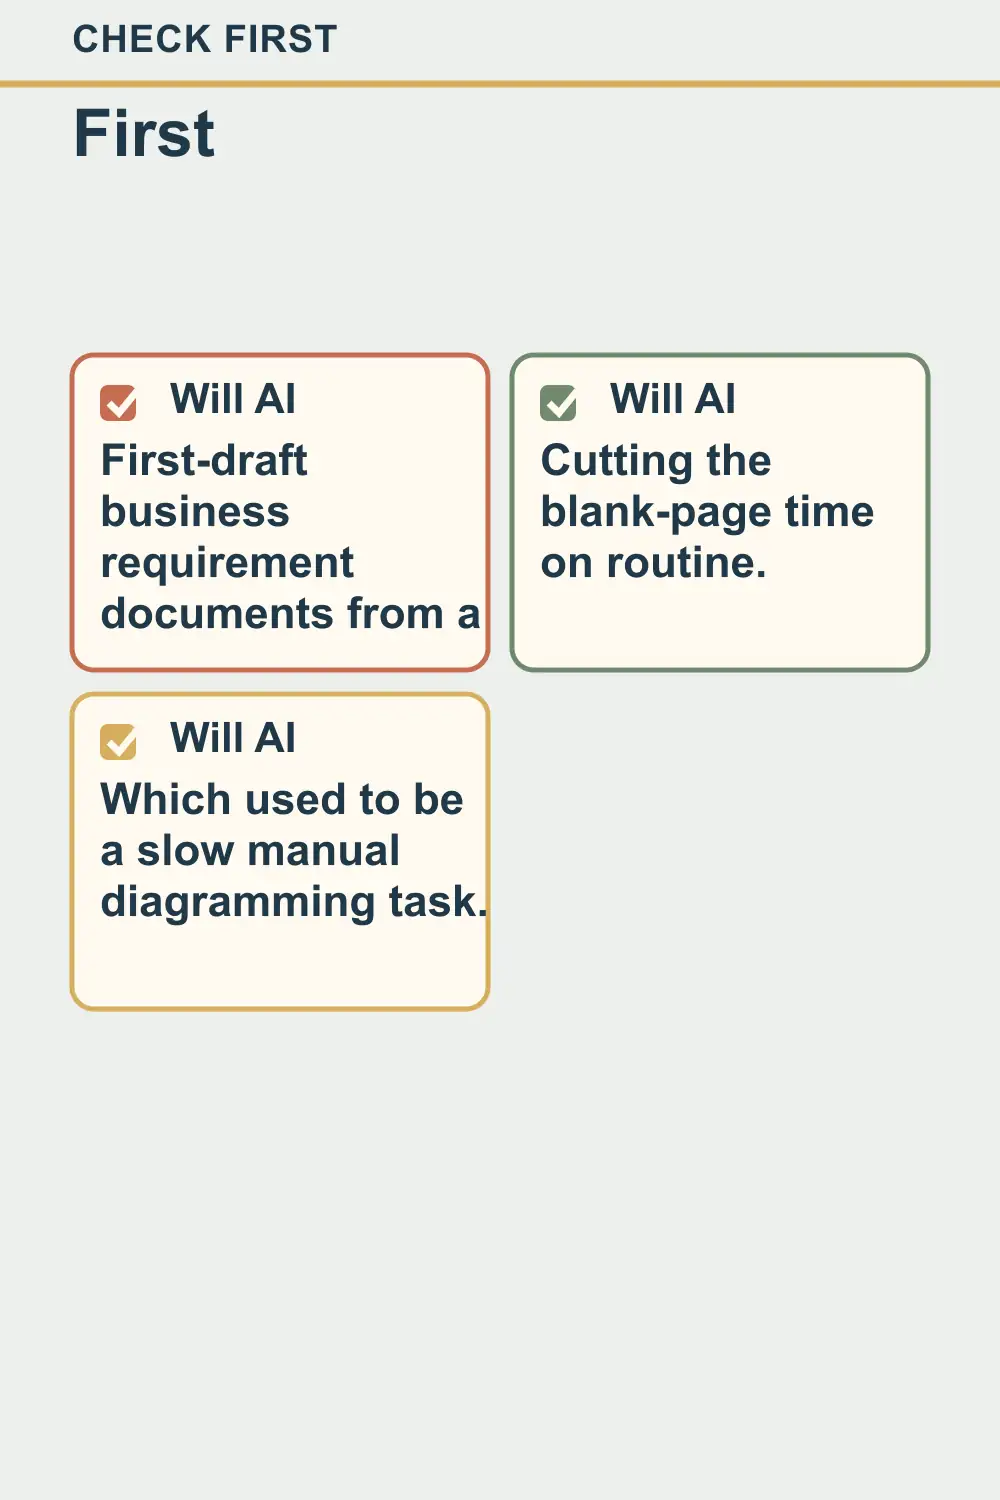 CHECK FIRST
First
Will AI
First-draft
business
requirement
documents from a
Will AI
Cutting the
blank-page time
on routine.
Will AI
Which used to be
a slow manual
diagramming task.